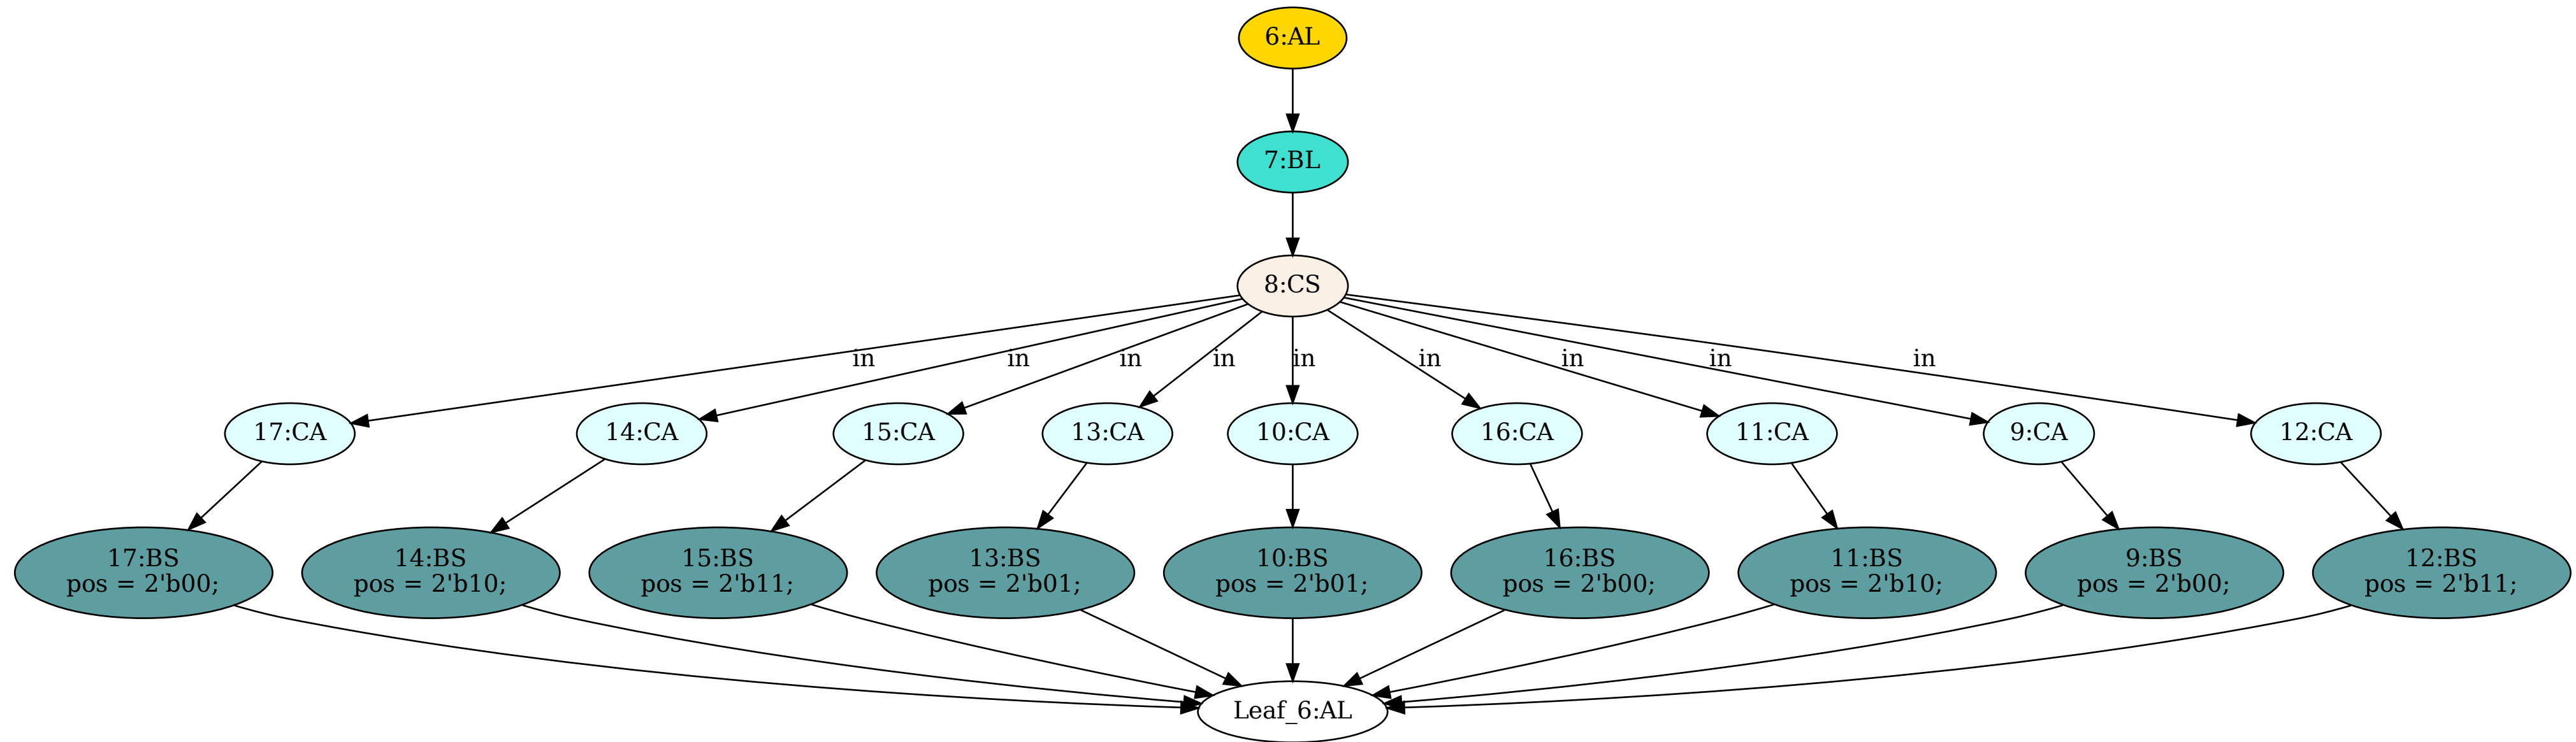 6:AL
7:BL
8:CS
in
in
in
in
in
in
in
in
in
17:CA
14:CA
15:CA
13:CA
10:CA
16:CA
11:CA
9:CA
12:CA
17:BS
pos = 2'b00;
14:BS
pos = 2'b10;
15:BS
pos = 2'b11;
13:BS
pos = 2'b01;
10:BS
pos = 2'b01;
16:BS
pos = 2'b00;
11:BS
pos = 2'b10;
9:BS
pos = 2'b00;
12:BS
pos = 2'b11;
Leaf_6:AL